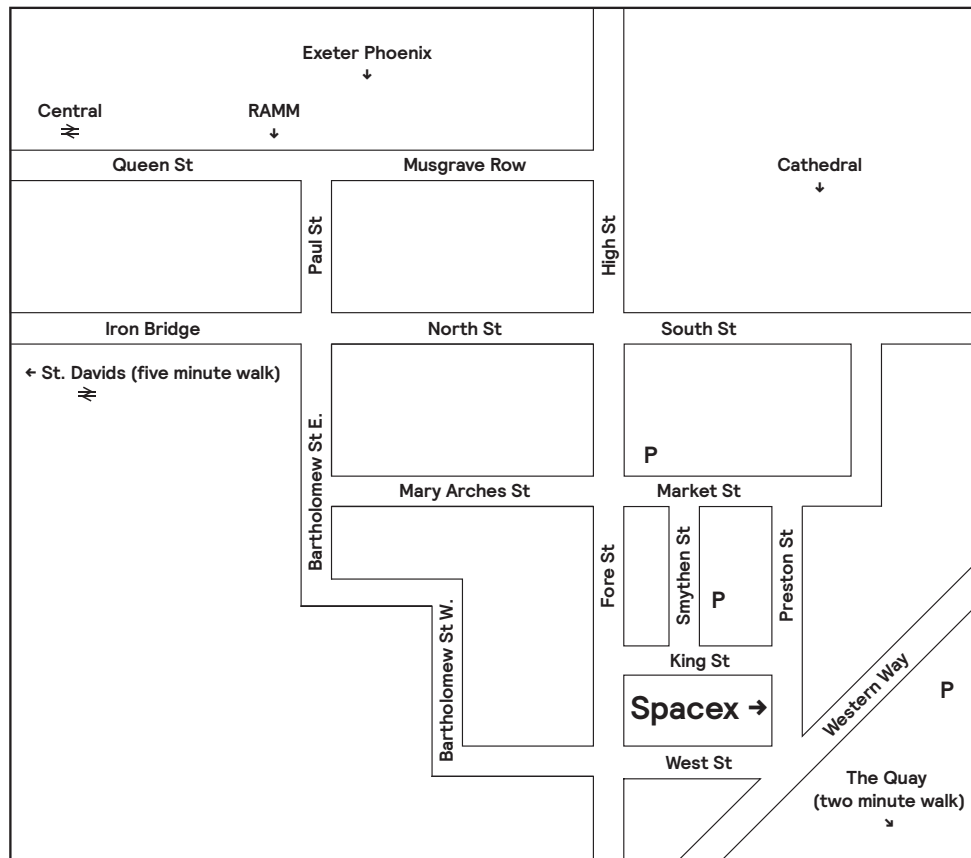 Exeter Phoenix
↓
Central
RAMM
↓
Queen St
Musgrave Row
Cathedral
↓
Paul St
High St
Iron Bridge
North St
South St
← St. Davids (five minute walk)
Bartholomew St E.
P
Mary Arches St
Market St
Fore St
Smythen St
Preston St
P
Bartholomew St W.
King St
Western Way
P
Spacex →
West St
The Quay
(two minute walk)
↘